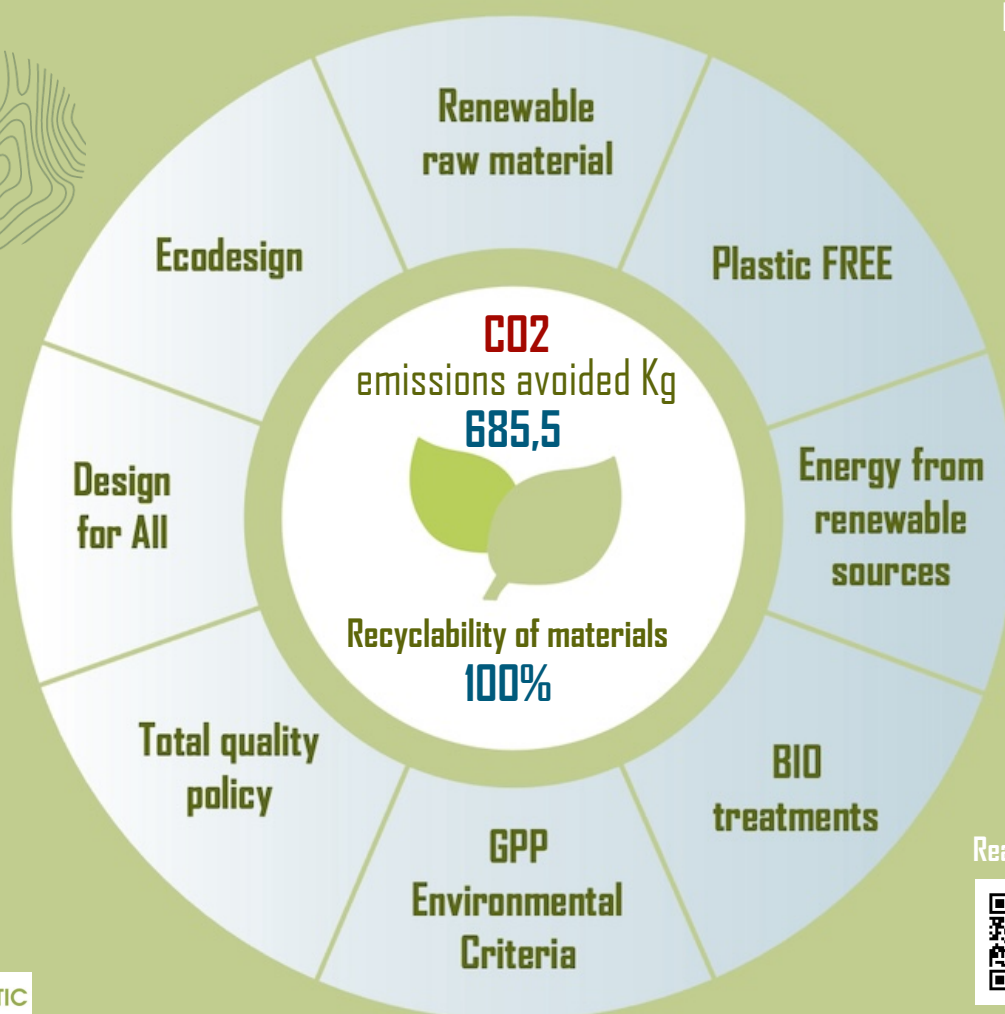 Renewable
raw material
Plastic FREE
Energy from
renewable
sources
BIO
treatments
GPP
Environmental
Criteria
Total quality
policy
Design
for All
Ecodesign
CO2
emissions avoided Kg
685,5
Recyclability of materials
100%